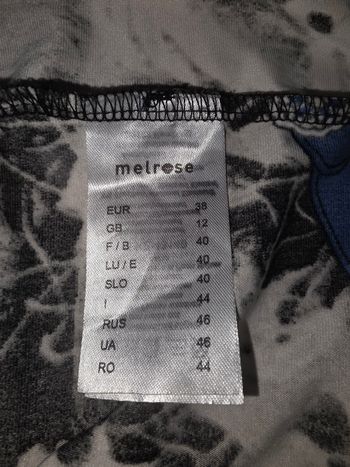 melrose
EUR 38
GB 12
F / B 40
LU / E 40
SLO 40
I 44
RUS 46
UA 46
RO 44